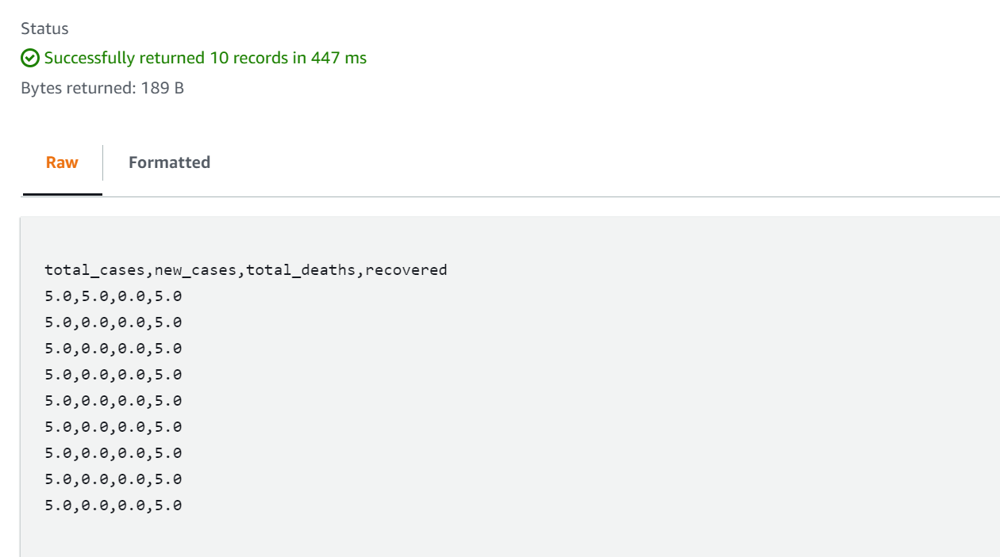 Status
Successfully returned 10 records in 447 ms
Bytes returned: 189 B
Raw
Formatted
total_cases,new_cases,total_deaths,recovered
5.0,5.0,0.0,5.0
5.0,0.0,0.0,5.0
5.0,0.0,0.0,5.0
5.0,0.0,0.0,5.0
5.0,0.0,0.0,5.0
5.0,0.0,0.0,5.0
5.0,0.0,0.0,5.0
5.0,0.0,0.0,5.0
5.0,0.0,0.0,5.0